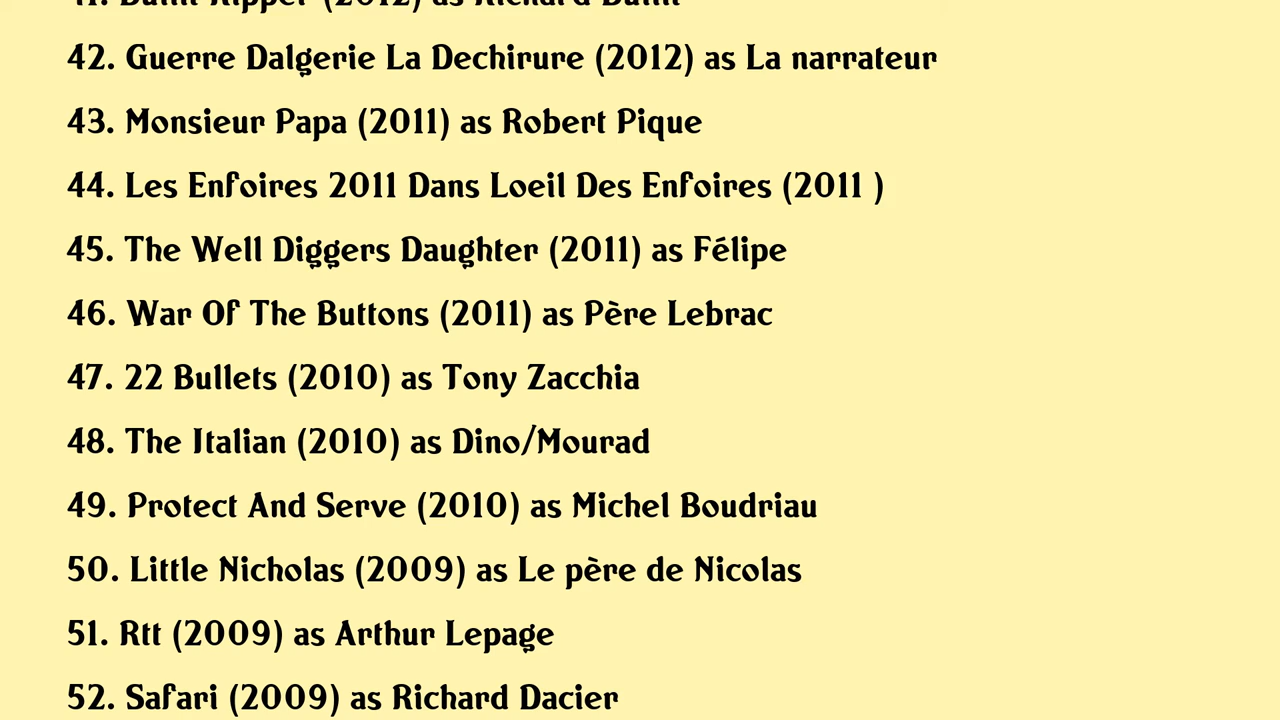 (2012) as Richard
42. Guerre Dalgerie La Dechirure (2012) as La narrateur
43. Monsieur Papa (2011) as Robert Pique
44. Les Enfoires 2011 Dans Loeil Des Enfoires (2011 )
45. The Well Diggers Daughter (2011) as Félipe
46. War Of The Buttons (2011) as Père Lebrac
47. 22 Bullets (2010) as Tony Zacchia
48. The Italian (2010) as Dino/Mourad
49. Protect And Serve (2010) as Michel Boudriau
50. Little Nicholas (2009) as Le père de Nicolas
51. Rtt (2009) as Arthur Lepage
52. Safari (2009) as Richard Dacier